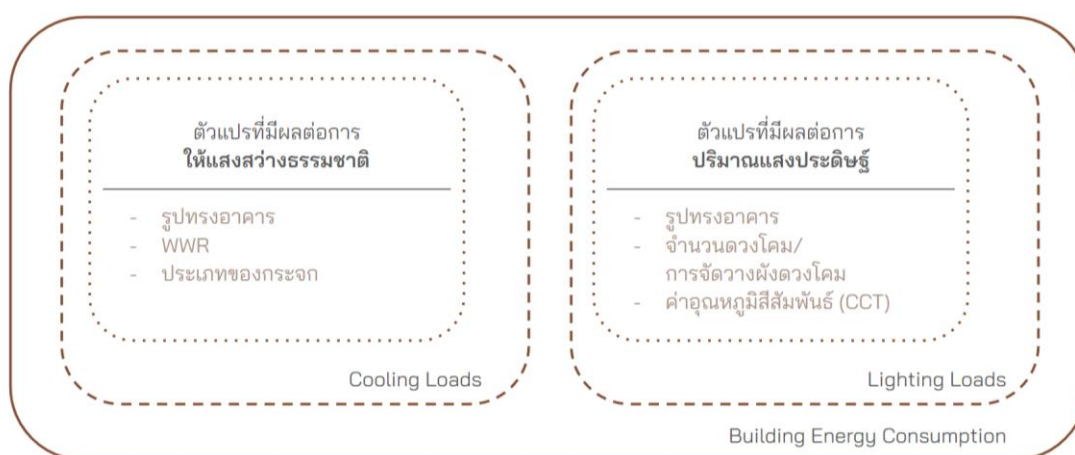 ตัวแปรที่มีผลต่อการ
ให้แสงสว่างธรรมชาติ
- รูปทรงอาคาร
- WWR
- ประเภทของกระจก
Cooling Loads
ตัวแปรที่มีผลต่อการ
ปริมาณแสงประดิษฐ์
- รูปทรงอาคาร
- จำนวนดวงโคม/
การจัดวางผังดวงโคม
- ค่าอุณหภูมิสีสัมพันธ์ (CCT)
Lighting Loads
Building Energy Consumption